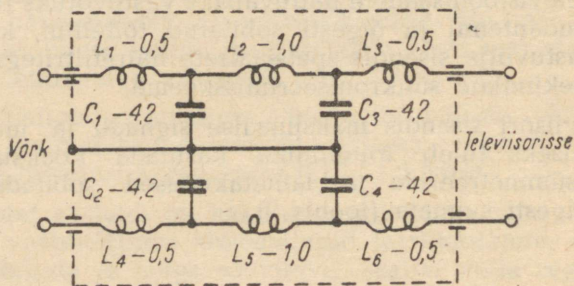 L₁–0,5 L₂–1,0 L₃–0,5
C₁–4,2 C₃–4,2
Võrk Televiisorisse
C₂–4,2 C₄–4,2
L₄–0,5 L₅–1,0 L₆–0,5